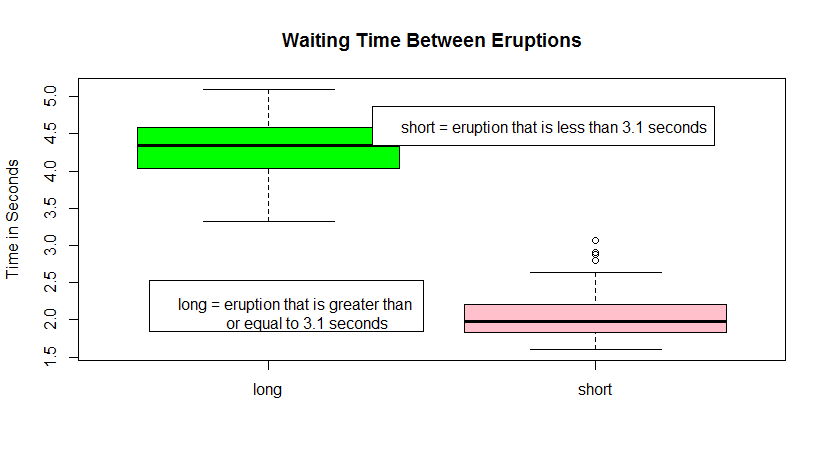 Waiting Time Between Eruptions
Time in Seconds
5.0
4.5
4.0
3.5
3.0
2.5
2.0
1.5
short = eruption that is less than 3.1 seconds
long = eruption that is greater than
or equal to 3.1 seconds
long
short